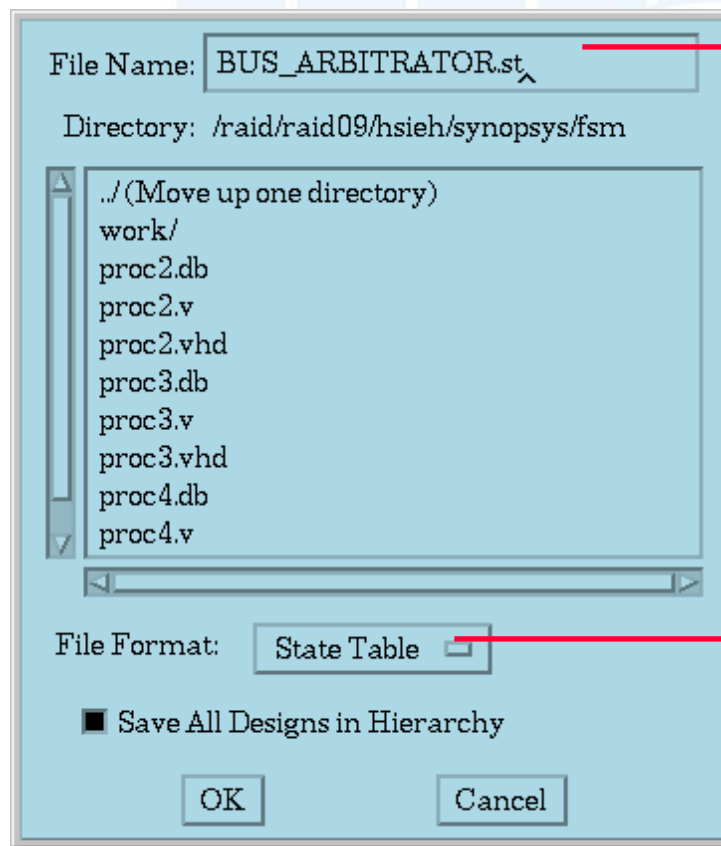 File Name: BUS_ARBITRATOR.st
Directory: /raid/raid09/hsieh/synopsys/fsm
../ (Move up one directory)
work/
proc2.db
proc2.v
proc2.vhd
proc3.db
proc3.v
proc3.vhd
proc4.db
proc4.v
File Format: State Table
Save All Designs in Hierarchy
OK Cancel